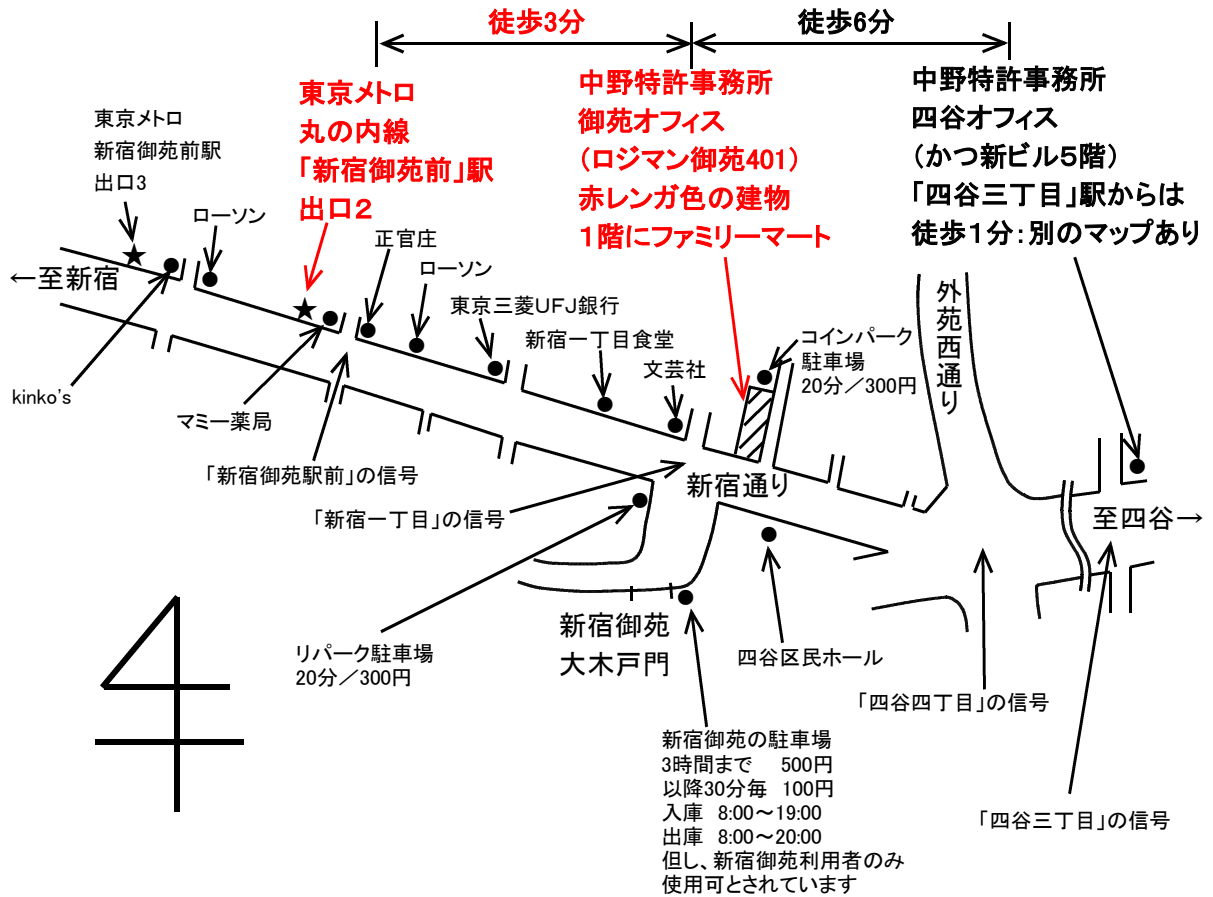 徒歩3分
徒歩6分
東京メトロ
新宿御苑前駅
出口3
東京メトロ
丸の内線
「新宿御苑前」駅
出口２
中野特許事務所
御苑オフィス
（ロジマン御苑401）
赤レンガ色の建物
１階にファミリーマート
中野特許事務所
四谷オフィス
（かつ新ビル５階）
「四谷三丁目」駅からは
徒歩１分：別のマップあり
←至新宿
ローソン
正官庄
ローソン
東京三菱UFJ銀行
新宿一丁目食堂
文芸社
コインパーク
駐車場
20分／300円
外苑西通り
kinko's
マミー薬局
「新宿御苑駅前」の信号
「新宿一丁目」の信号
新宿通り
至四谷→
リパーク駐車場
20分／300円
新宿御苑
大木戸門
四谷区民ホール
「四谷四丁目」の信号
「四谷三丁目」の信号
新宿御苑の駐車場
3時間まで　500円
以降30分毎　100円
入庫　8:00～19:00
出庫　8:00～20:00
但し、新宿御苑利用者のみ
使用可とされています